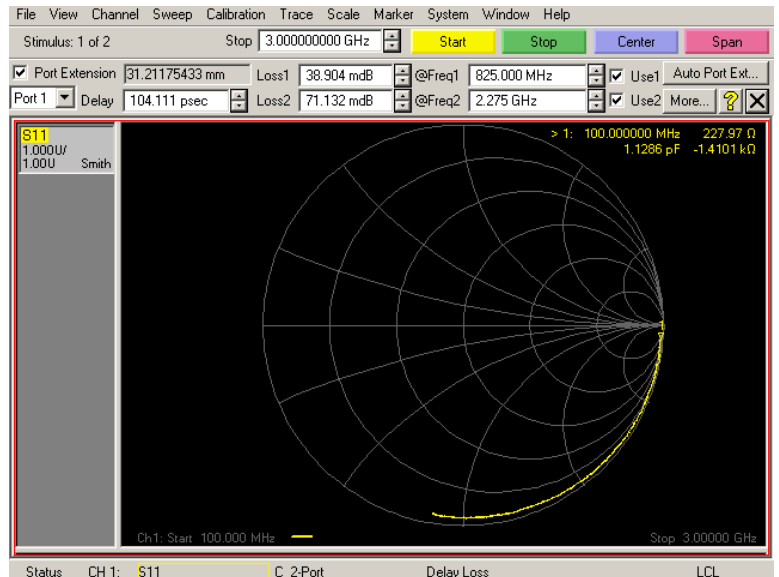 File View Channel Sweep Calibration Trace Scale Marker System Window Help
Stimulus: 1 of 2 Stop 3.000000000 GHz Start Stop Center Span
Port Extension 31.21175433 mm Loss1 38.904 mdB @Freq1 825.000 MHz Use1 Auto Port Ext...
Port 1 Delay 104.111 psec Loss2 71.132 mdB @Freq2 2.275 GHz Use2 More... ?
S11
1.000U/
1.00U Smith
> 1: 100.000000 MHz 227.97 Ω
1.1286 pF -1.4101 kΩ
Ch1: Start 100.000 MHz Stop 3.00000 GHz
Status CH 1: S11 C 2-Port Delay Loss LCL